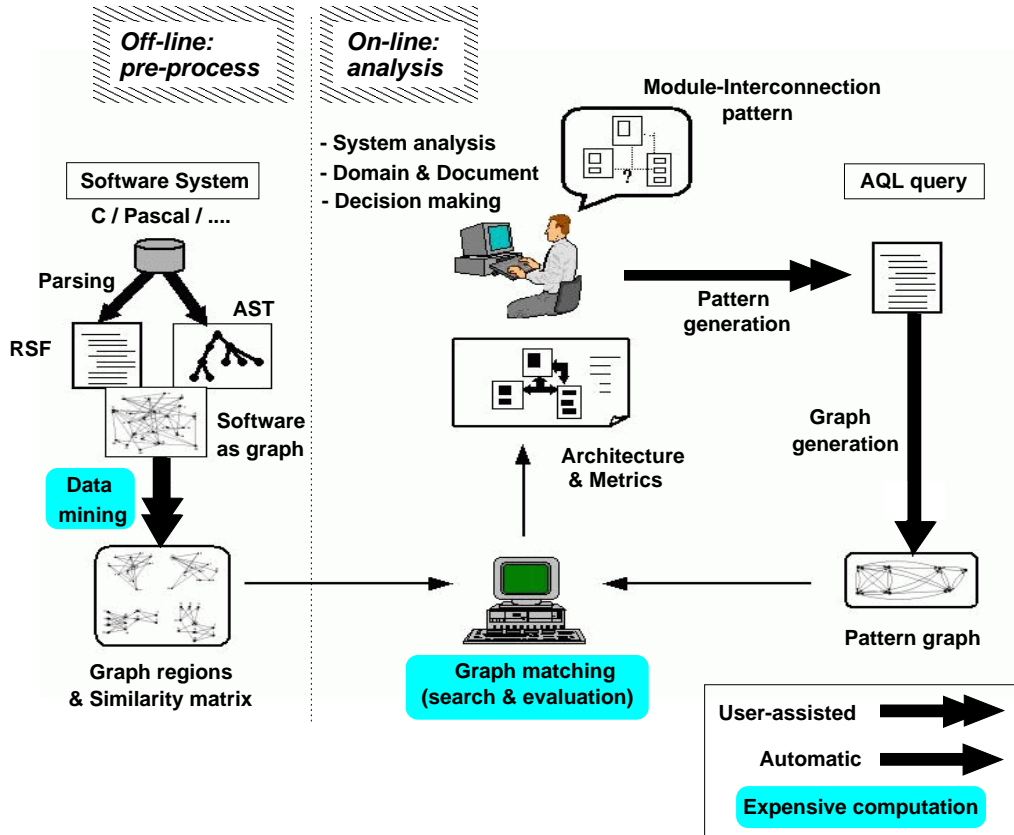 Off-line:
pre-process
On-line:
analysis
Module-Interconnection
pattern
- System analysis
- Domain & Document
- Decision making
?
Software System
AQL query
C / Pascal / ....
Parsing
AST
RSF
Pattern
generation
Software
as graph
Graph
generation
Architecture
& Metrics
Data
mining
Graph regions
& Similarity matrix
Graph matching
(search & evaluation)
Pattern graph
User-assisted
Automatic
Expensive computation